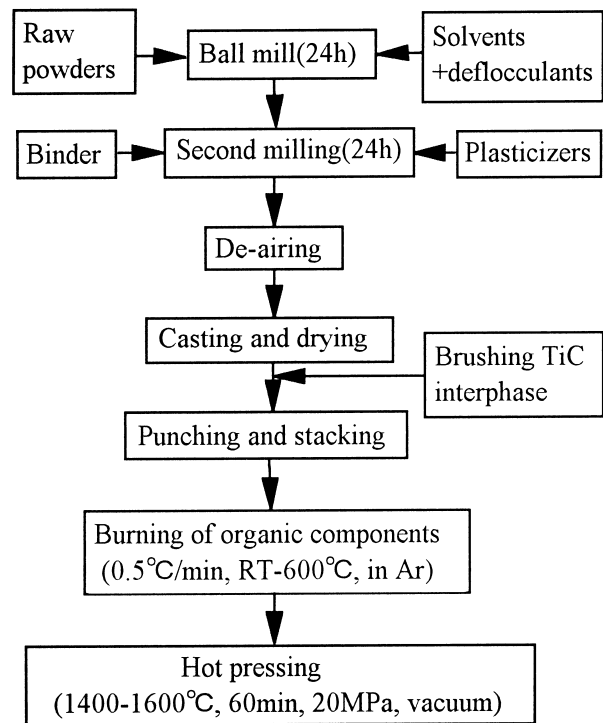 Raw
powders
Ball mill(24h)
Solvents
+deflocculants
Binder
Second milling(24h)
Plasticizers
De-airing
Casting and drying
Brushing TiC
interphase
Punching and stacking
Burning of organic components
(0.5℃/min, RT-600℃, in Ar)
Hot pressing
(1400-1600℃, 60min, 20MPa, vacuum)